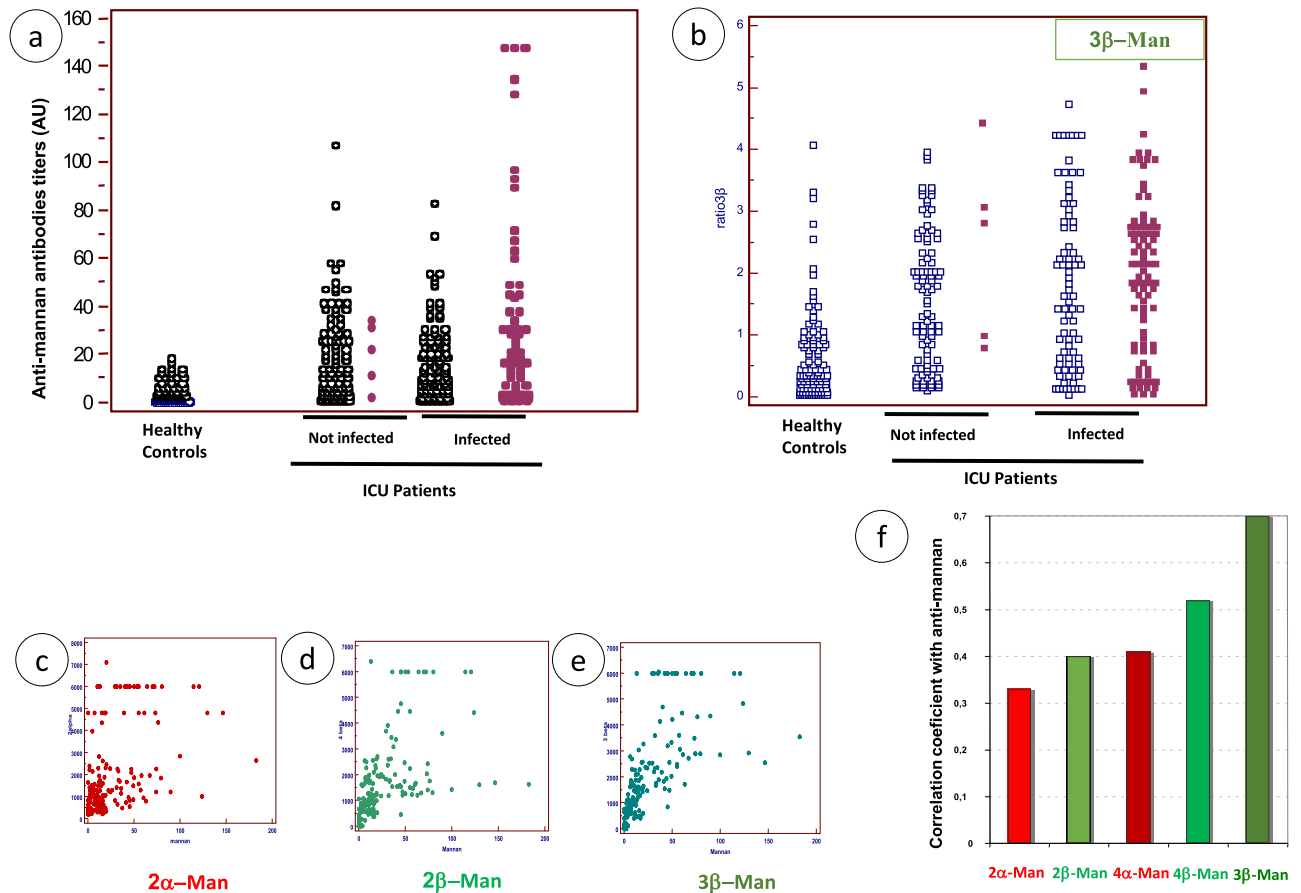 a
Anti-mannan antibodies titers (AU)
160
140
120
100
80
60
40
20
0
Healthy
Controls
Not infected
Infected
ICU Patients
b
3β−Man
ratio3β
6
5
4
3
2
1
0
Healthy
Controls
Not infected
Infected
ICU Patients
c
8000
7000
6000
5000
4000
3000
2000
1000
0
2 alpha
0
50
100
150
200
mannan
2α−Man
d
7000
6000
5000
4000
3000
2000
1000
0
4 beta
0
50
100
150
200
Mannan
2β−Man
e
7000
6000
5000
4000
3000
2000
1000
0
3 beta
0
50
100
150
200
Mannan
3β−Man
f
Correlation coeficient with anti-mannan
0,7
0,6
0,5
0,4
0,3
0,2
0,1
0
2α-Man
2β-Man
4α-Man
4β-Man
3β-Man